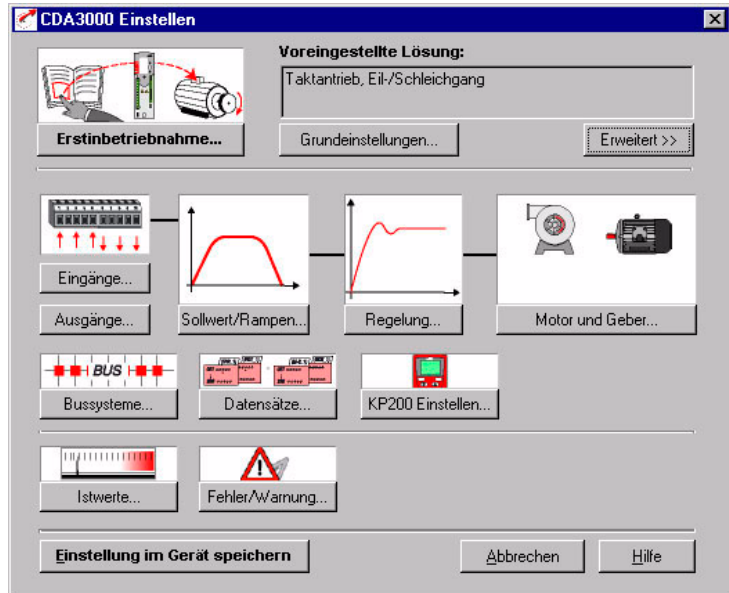 CDA3000 Einstellen
Voreingestellte Lösung:
Taktantrieb, Eil-/Schleichgang
Erstinbetriebnahme...
Grundeinstellungen...
Erweitert >>
Eingänge...
Ausgänge...
Sollwert/Rampen...
Regelung...
Motor und Geber...
BUS
Bussysteme...
Datensätze...
KP200 Einstellen...
Istwerte...
Fehler/Warnung...
Einstellung im Gerät speichern
Abbrechen
Hilfe